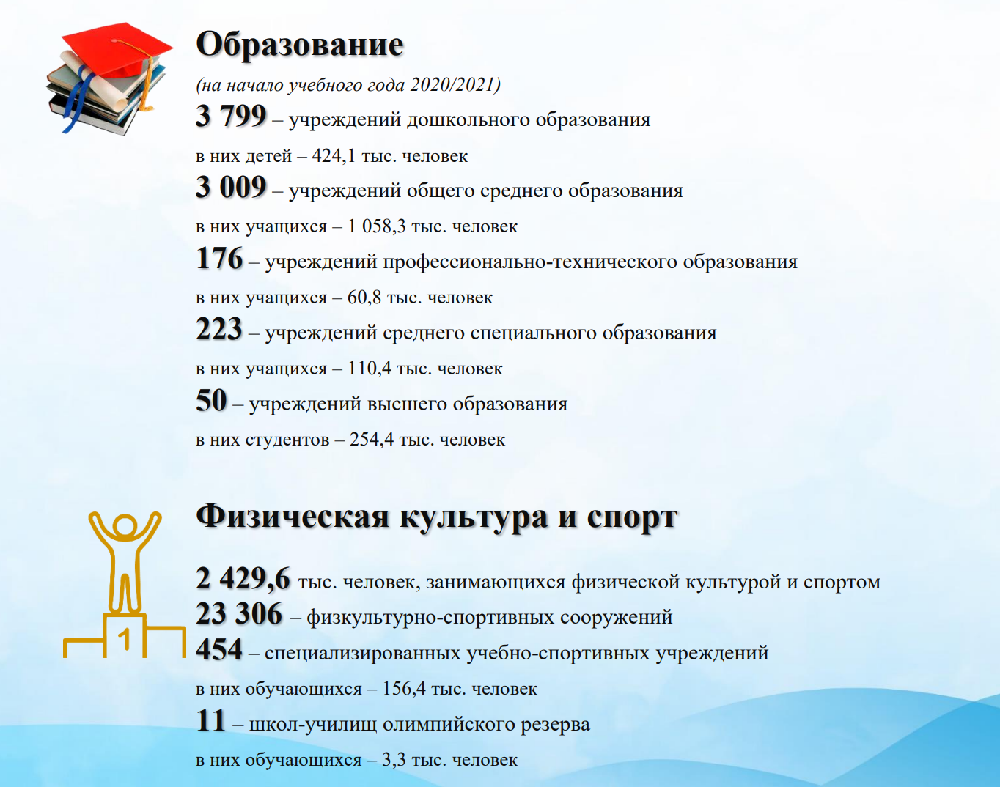 Образование
(на начало учебного года 2020/2021)
3 799 – учреждений дошкольного образования
в них детей – 424,1 тыс. человек
3 009 – учреждений общего среднего образования
в них учащихся – 1 058,3 тыс. человек
176 – учреждений профессионально-технического образования
в них учащихся – 60,8 тыс. человек
223 – учреждений среднего специального образования
в них учащихся – 110,4 тыс. человек
50 – учреждений высшего образования
в них студентов – 254,4 тыс. человек
Физическая культура и спорт
2 429,6 тыс. человек, занимающихся физической культурой и спортом
23 306 – физкультурно-спортивных сооружений
1
454 – специализированных учебно-спортивных учреждений
в них обучающихся – 156,4 тыс. человек
11 – школ-училищ олимпийского резерва
в них обучающихся – 3,3 тыс. человек